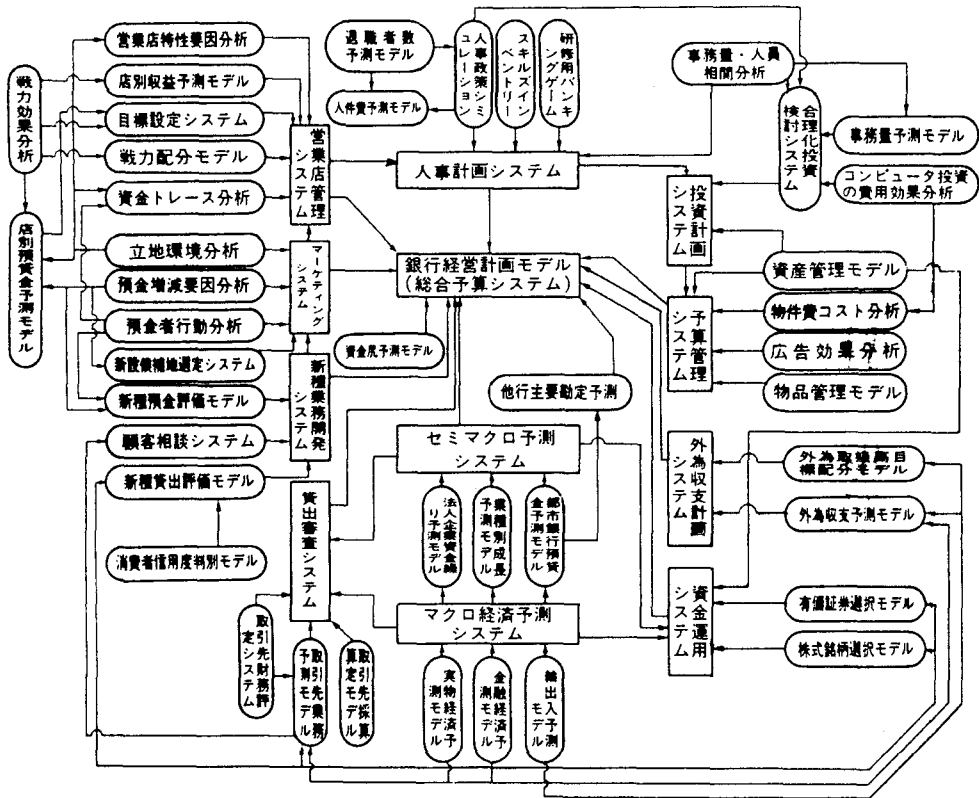 戦力効果分析
店別預貸金予測モデル
営業店特性要因分析
店別収益予測モデル
目標設定システム
戦力配分モデル
資金トレース分析
立地環境分析
預金増減要因分析
預金者行動分析
新設候補地選定システム
新種預金評価モデル
顧客相談システム
新種貸出評価モデル
消費者信用度判別モデル
営業店管理
システム
マーケティング
システム
新種業務開発
システム
貸出審査システム
取引先財務評
定システム
取引先業務
予測モデル
取引先採算
算定モデル
退職者数
予測モデル
人件費予測モデル
人事政策シミ
ュレーション
スキルズイン
ベントリー
研修用バンキ
ングゲーム
人事計画システム
銀行経営計画モデル
(総合予算システム)
資金尻予測モデル
他行主要勘定予測
セミマクロ予測
システム
法人企業資金繰
り予測モデル
業種別成長
予測モデル
都市銀行預貸
金予測モデル
マクロ経済予測
システム
実物経済予
測モデル
金融経済予
測モデル
輸出入予測
モデル
事務量・人員
相関分析
合理化投資
検討システム
事務量予測モデル
コンピュータ投資
の費用効果分析
投資計画
システム
資産管理モデル
予算管理
システム
物件費コスト分析
広告効果分析
物品管理モデル
外為収支計画
システム
外為取扱高目
標配分モデル
外為収支予測モデル
資金運用
システム
有価証券選択モデル
株式銘柄選択モデル